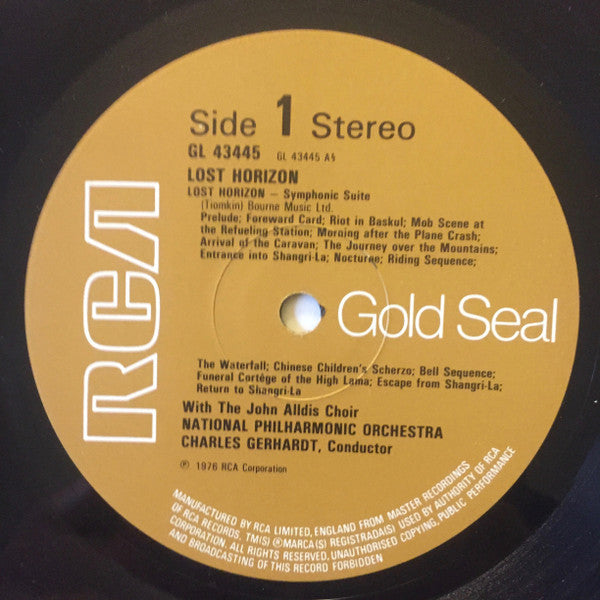 Side 1 Stereo
GL 43445 GL 43445 A§
LOST HORIZON
LOST HORIZON – Symphonic Suite
(Tiomkin) Bourne Music Ltd.
Prelude; Foreward Card; Riot in Baskul; Mob Scene at
the Refueling Station; Morning after the Plane Crash;
Arrival of the Caravan; The Journey over the Mountains;
Entrance into Shangri-La; Nocturne; Riding Sequence;
RCA
Gold Seal
The Waterfall; Chinese Children's Scherzo; Bell Sequence;
Funeral Cortége of the High Lama; Escape from Shangri-La;
Return to Shangri-La
With The John Alldis Choir
NATIONAL PHILHARMONIC ORCHESTRA
CHARLES GERHARDT, Conductor
℗ 1976 RCA Corporation
MANUFACTURED BY RCA LIMITED, ENGLAND FROM MASTER RECORDINGS
OF RCA RECORDS. TM(S) ®MARCA(S) REGISTRADA(S) USED BY AUTHORITY OF RCA
CORPORATION. ALL RIGHTS RESERVED. UNAUTHORISED COPYING, PUBLIC PERFORMANCE
AND BROADCASTING OF THIS RECORD FORBIDDEN